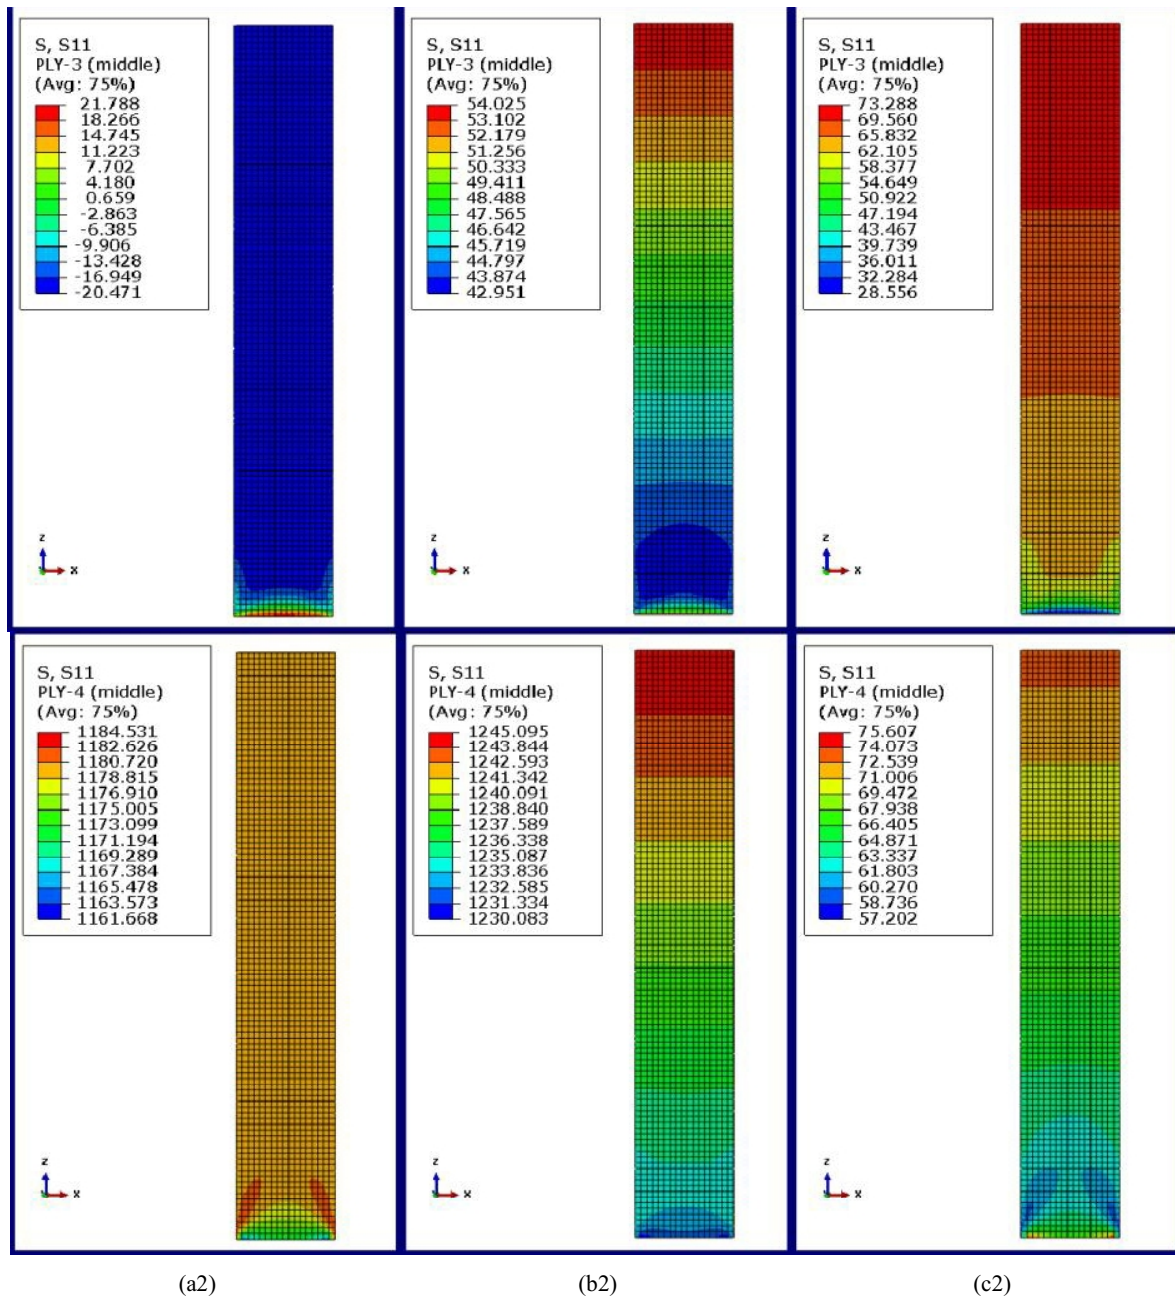 S, S11
PLY-3 (middle)
(Avg: 75%)
21.788
18.266
14.745
11.223
7.702
4.180
0.659
-2.863
-6.385
-9.906
-13.428
-16.949
-20.471
z
x
S, S11
PLY-3 (middle)
(Avg: 75%)
54.025
53.102
52.179
51.256
50.333
49.411
48.488
47.565
46.642
45.719
44.797
43.874
42.951
z
x
S, S11
PLY-3 (middle)
(Avg: 75%)
73.288
69.560
65.832
62.105
58.377
54.649
50.922
47.194
43.467
39.739
36.011
32.284
28.556
z
x
S, S11
PLY-4 (middle)
(Avg: 75%)
1184.531
1182.626
1180.720
1178.815
1176.910
1175.005
1173.099
1171.194
1169.289
1167.384
1165.478
1163.573
1161.668
z
x
S, S11
PLY-4 (middle)
(Avg: 75%)
1245.095
1243.844
1242.593
1241.342
1240.091
1238.840
1237.589
1236.338
1235.087
1233.836
1232.585
1231.334
1230.083
z
x
S, S11
PLY-4 (middle)
(Avg: 75%)
75.607
74.073
72.539
71.006
69.472
67.938
66.405
64.871
63.337
61.803
60.270
58.736
57.202
z
x
(a2)
(b2)
(c2)